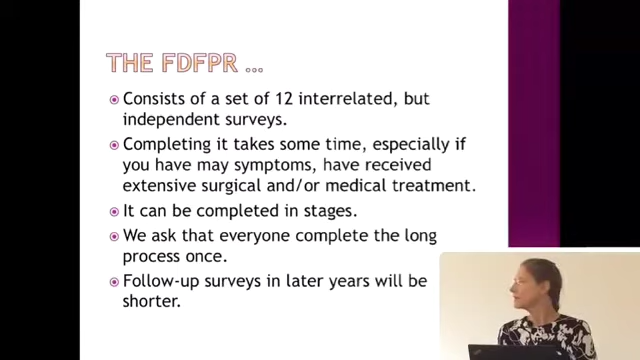 THE FDFPR ...
Consists of a set of 12 interrelated, but
independent surveys.
Completing it takes some time, especially if
you have may symptoms, have received
extensive surgical and/or medical treatment.
It can be completed in stages.
We ask that everyone complete the long
process once.
Follow-up surveys in later years will be
shorter.